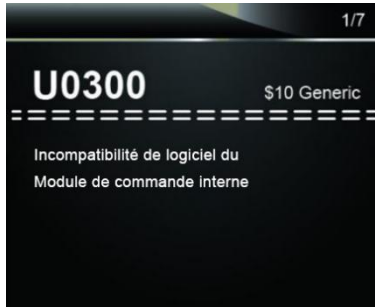 1/7
U0300 $10 Generic
Incompatibilité de logiciel du
Module de commande interne